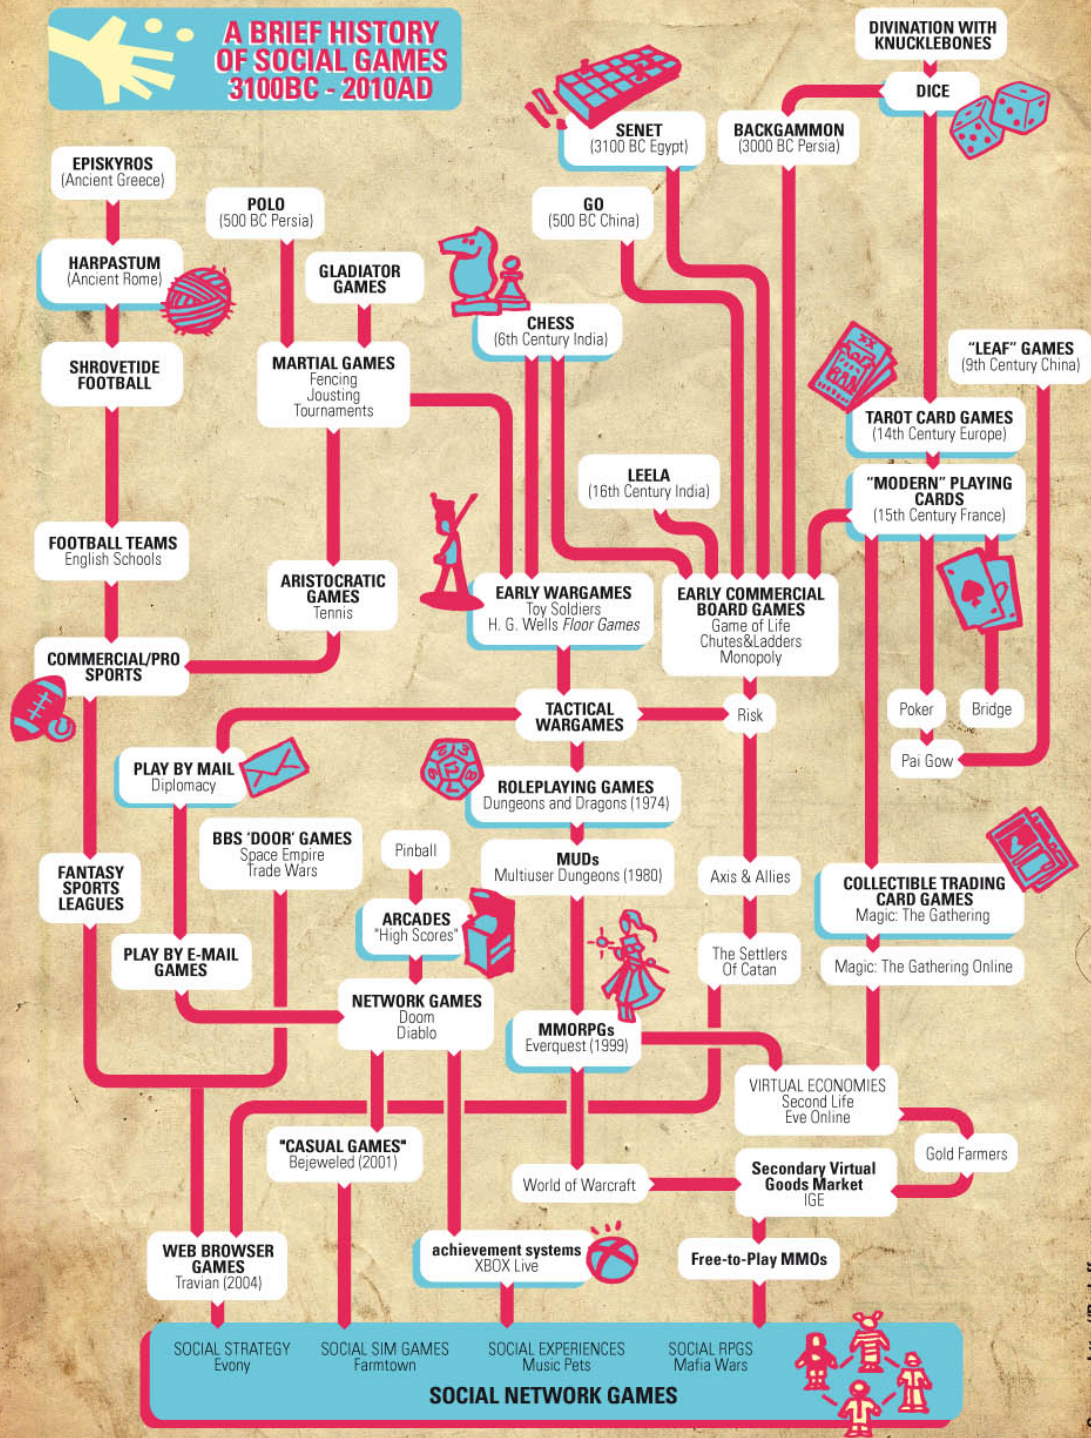 A BRIEF HISTORY
OF SOCIAL GAMES
3100BC - 2010AD
DIVINATION WITH
KNUCKLEBONES
DICE
SENET
(3100 BC Egypt)
BACKGAMMON
(3000 BC Persia)
EPISKYROS
(Ancient Greece)
POLO
(500 BC Persia)
GO
(500 BC China)
HARPASTUM
(Ancient Rome)
GLADIATOR
GAMES
CHESS
(6th Century India)
SHROVETIDE
FOOTBALL
MARTIAL GAMES
Fencing
Jousting
Tournaments
"LEAF" GAMES
(9th Century China)
TAROT CARD GAMES
(14th Century Europe)
LEELA
(16th Century India)
"MODERN" PLAYING
CARDS
(15th Century France)
FOOTBALL TEAMS
English Schools
ARISTOCRATIC
GAMES
Tennis
EARLY WARGAMES
Toy Soldiers
H. G. Wells Floor Games
EARLY COMMERCIAL
BOARD GAMES
Game of Life
Chutes&Ladders
Monopoly
COMMERCIAL/PRO
SPORTS
TACTICAL
WARGAMES
Risk
Poker
Bridge
Pai Gow
PLAY BY MAIL
Diplomacy
ROLEPLAYING GAMES
Dungeons and Dragons (1974)
BBS 'DOOR' GAMES
Space Empire
Trade Wars
Pinball
MUDs
Multiuser Dungeons (1980)
Axis & Allies
FANTASY
SPORTS
LEAGUES
COLLECTIBLE TRADING
CARD GAMES
Magic: The Gathering
ARCADES
"High Scores"
PLAY BY E-MAIL
GAMES
The Settlers
Of Catan
Magic: The Gathering Online
NETWORK GAMES
Doom
Diablo
MMORPGs
Everquest (1999)
VIRTUAL ECONOMIES
Second Life
Eve Online
"CASUAL GAMES"
Bejeweled (2001)
Gold Farmers
World of Warcraft
Secondary Virtual
Goods Market
IGE
WEB BROWSER
GAMES
Travian (2004)
achievement systems
XBOX Live
Free-to-Play MMOs
SOCIAL STRATEGY
Evony
SOCIAL SIM GAMES
Farmtown
SOCIAL EXPERIENCES
Music Pets
SOCIAL RPGS
Mafia Wars
SOCIAL NETWORK GAMES